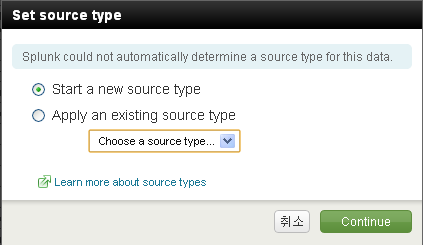 Set source type
Splunk could not automatically determine a source type for this data.
Start a new source type
Apply an existing source type
Choose a source type...
Learn more about source types
취소
Continue